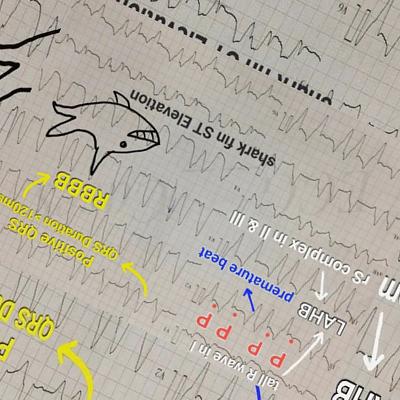 shark fin ST Elevation
rS complex in II & III
LAHB
tall R wave in I
premature beat
P P P P
RBBB
Positive QRS
QRS Duration >120ms
V2